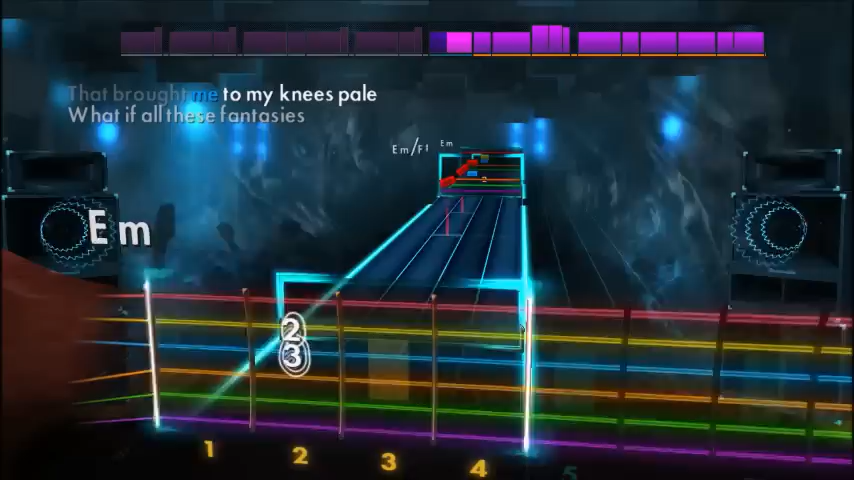 That brought me to my knees pale
What if all these fantasies
Em/F# Em
2
Em
2
3
1 2 3 4 5